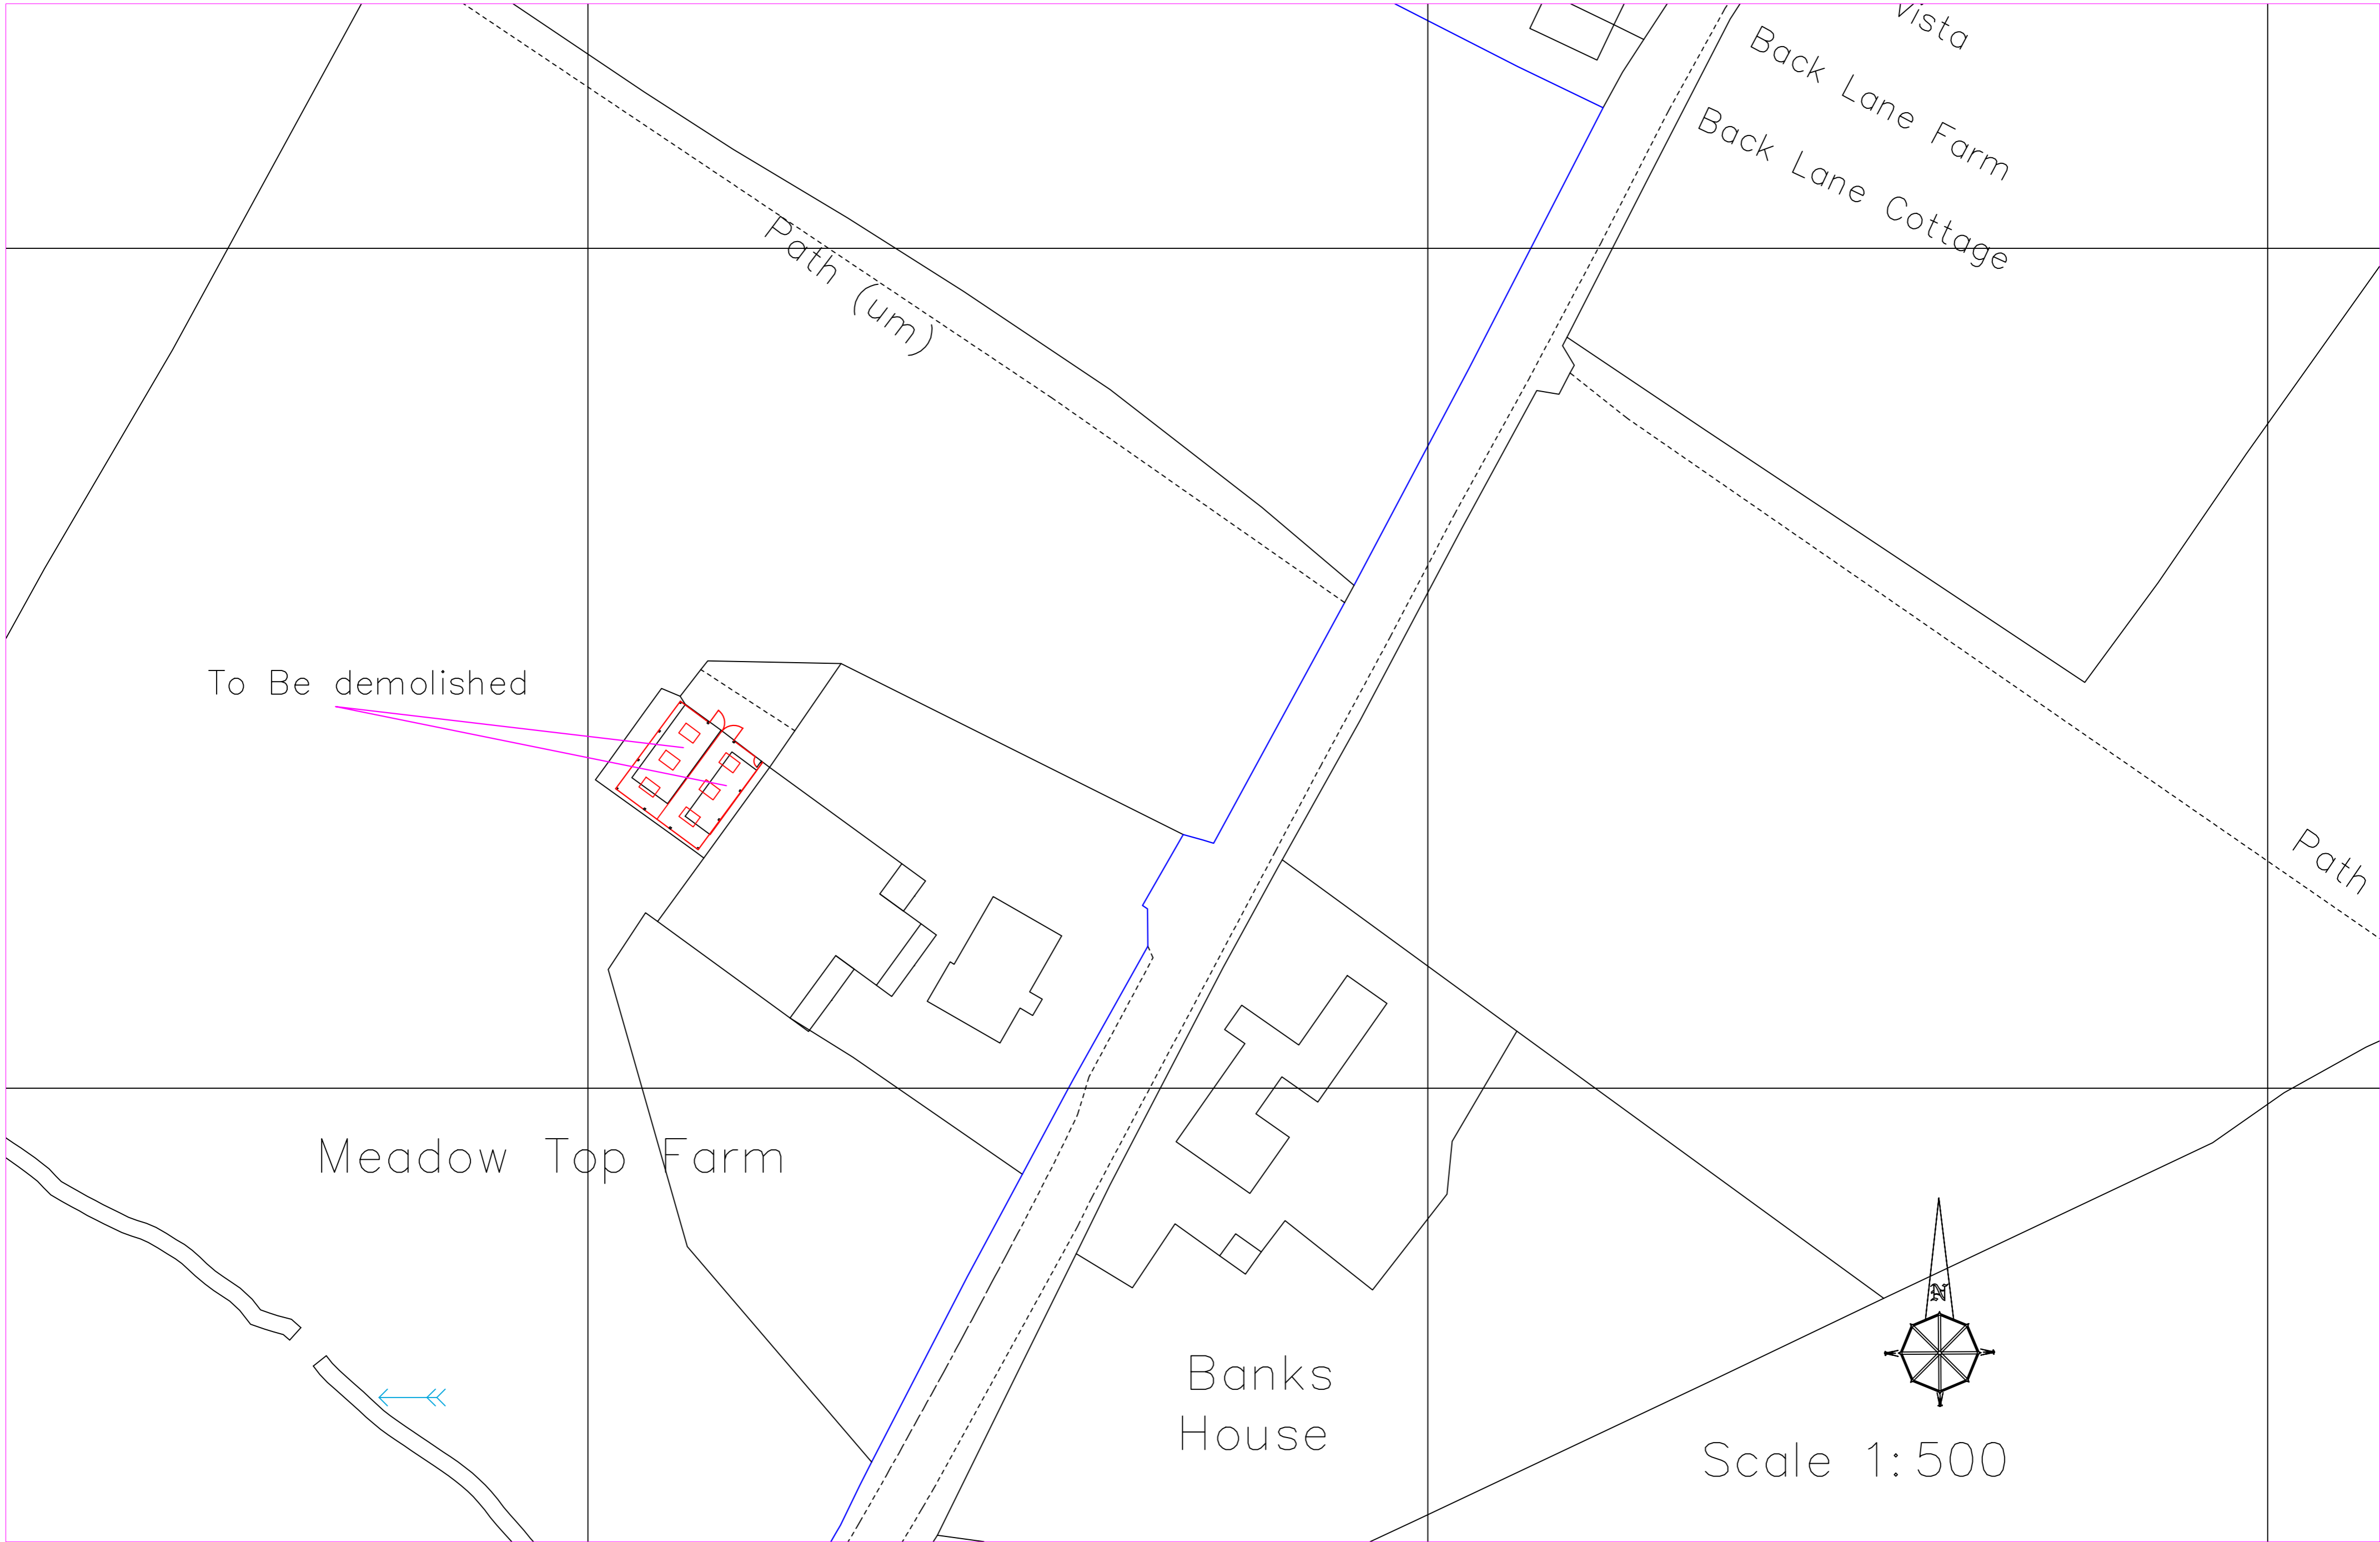 Vista
Back Lane Farm
Back Lane Cottage
Path (um)
To Be demolished
Path
Meadow Top Farm
N
Banks
House
Scale 1:500